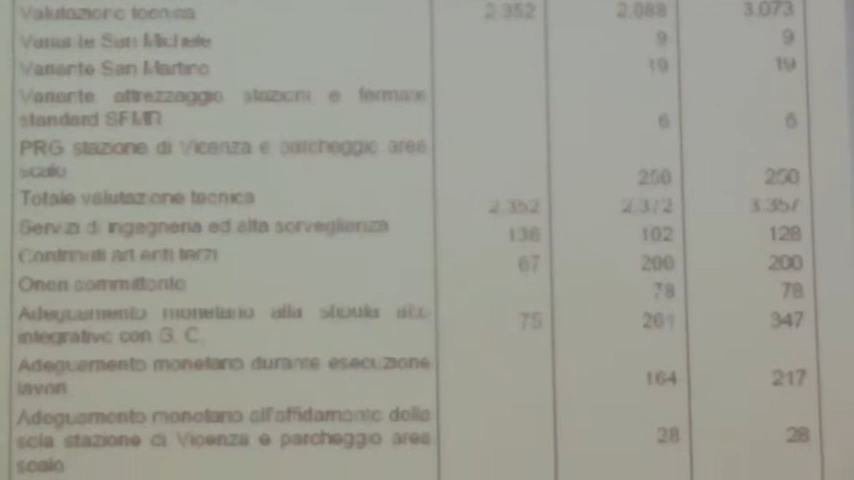 Valutazione tecnica 2.352 2.088 3.073
Variante San Michele 9 9
Variante San Martino 19 19
Variante attrezzaggio stazioni e fermate
standard SFMR 6 6
PRG stazione di Vicenza e parcheggio area
scalo 250 250
Totale valutazione tecnica 2.352 2.372 3.357
Servizi di ingegneria ed alta sorveglianza 136 102 128
Contributi enti terzi 67 200 200
Oneri committente 78 78
Adeguamento monetario alla stipula atto
integrativo con G. C. 75 261 347
Adeguamento monetario durante esecuzione
lavori 164 217
Adeguamento monetario all'affidamento della
sola stazione di Vicenza e parcheggio area 28 28
scalo